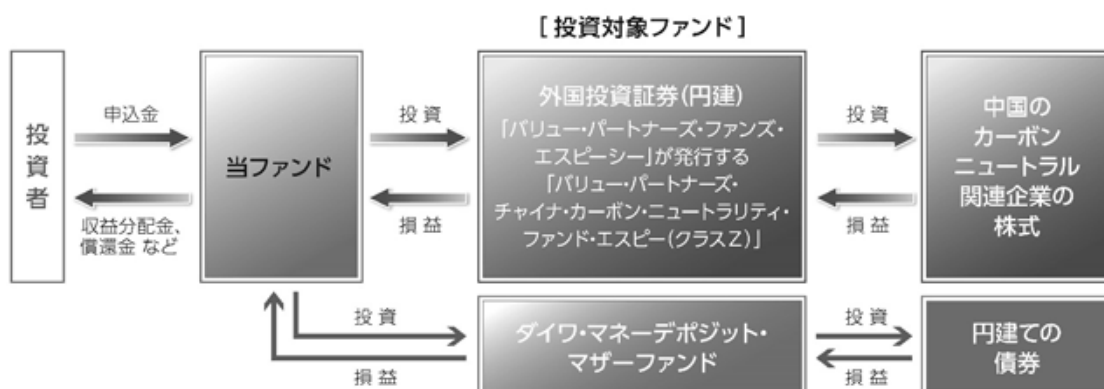 [投資対象ファンド]
投資者
申込金
収益分配金、
償還金 など
当ファンド
投資
損益
外国投資証券(円建)
「バリュー・パートナーズ・ファンズ・
エスピーシー」が発行する
「バリュー・パートナーズ・
チャイナ・カーボン・ニュートラリティ・
ファンド・エスピー(クラスZ)」
投資
損益
中国の
カーボン
ニュートラル
関連企業の
株式
投資
損益
ダイワ・マネーデポジット・
マザーファンド
投資
損益
円建ての
債券